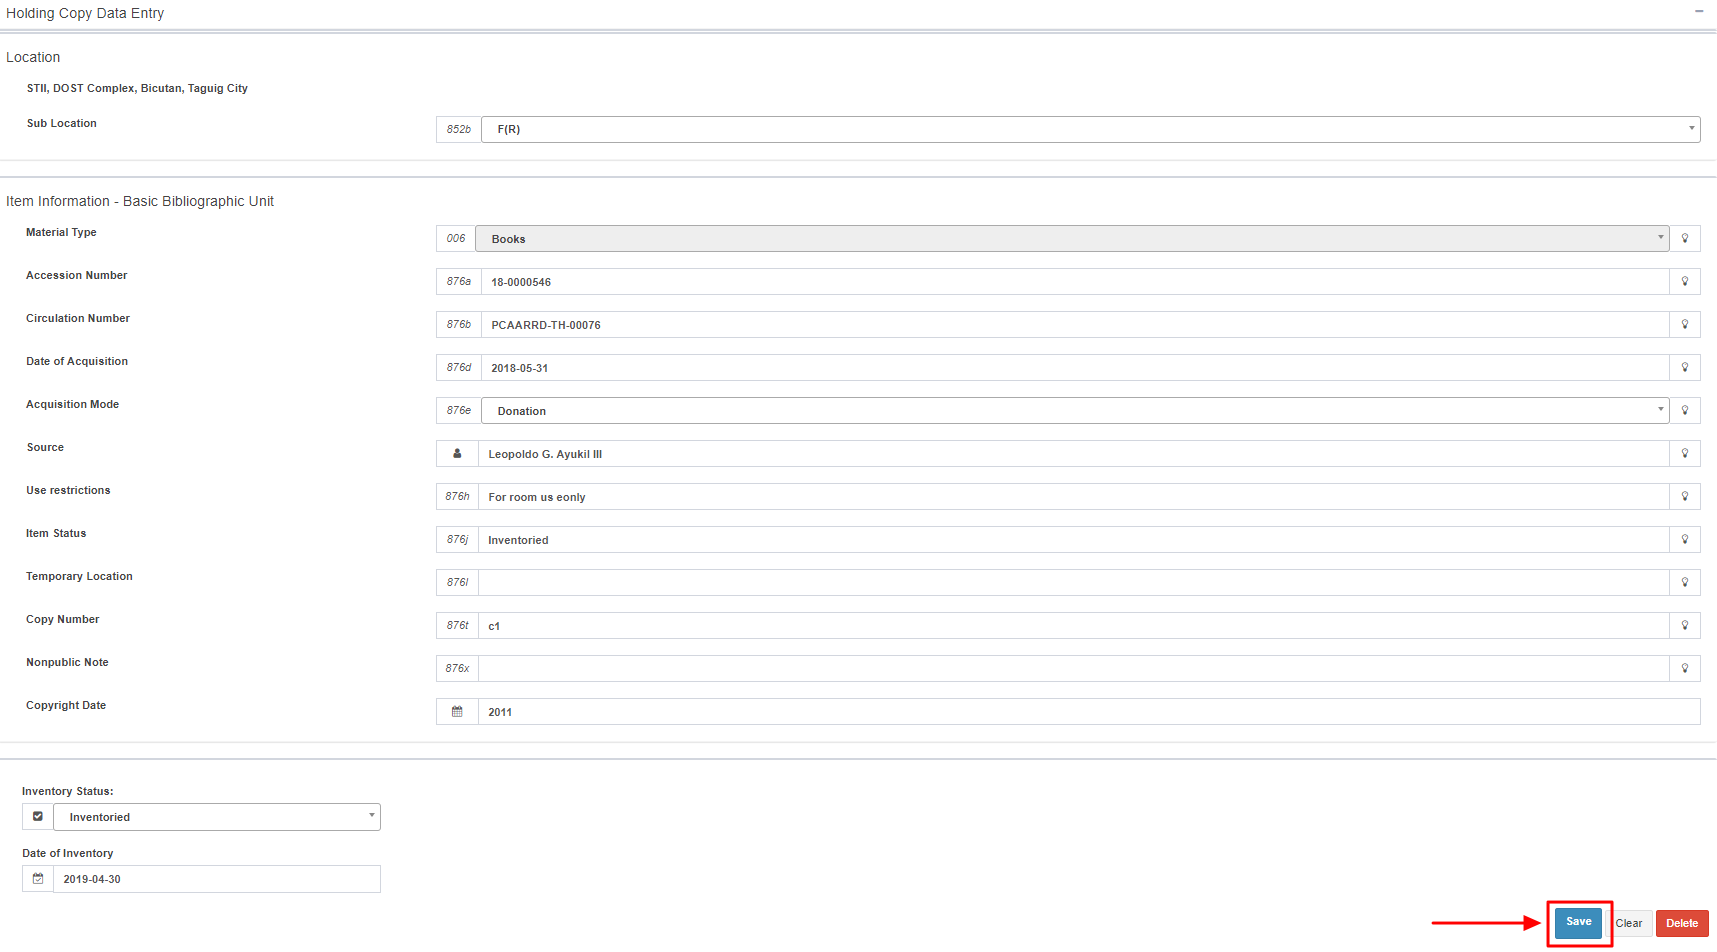 Holding Copy Data Entry
Location
STII, DOST Complex, Bicutan, Taguig City
Sub Location 852b F(R)
Item Information - Basic Bibliographic Unit
Material Type 006 Books
Accession Number 876a 18-0000546
Circulation Number 876b PCAARRD-TH-00076
Date of Acquisition 876d 2018-05-31
Acquisition Mode 876e Donation
Source Leopoldo G. Ayukil III
Use restrictions 876h For room us eonly
Item Status 876j Inventoried
Temporary Location 876l
Copy Number 876t c1
Nonpublic Note 876x
Copyright Date 2011
Inventory Status:
Inventoried
Date of Inventory
2019-04-30
Save Clear Delete